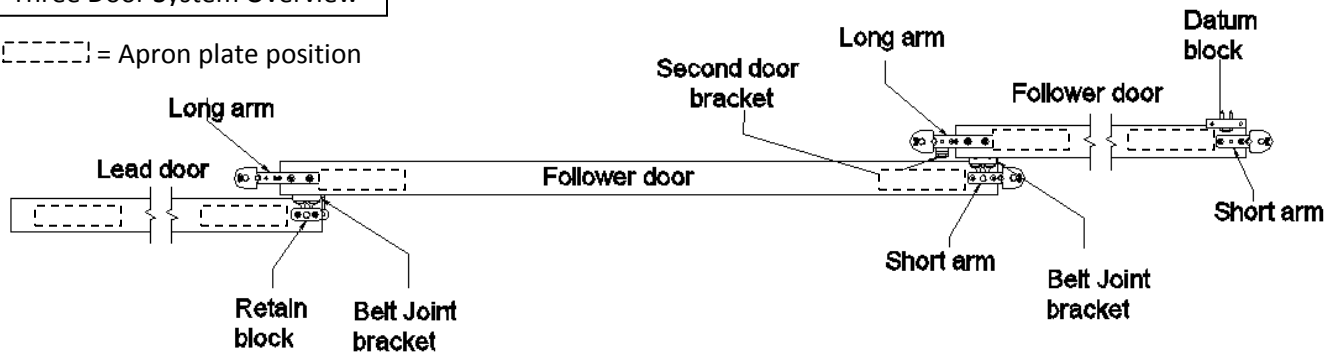 Three Door System Overview
= Apron plate position
Long arm
Lead door
Retain
block
Belt Joint
bracket
Follower door
Second door
bracket
Long arm
Short arm
Follower door
Datum
block
Short arm
Belt Joint
bracket